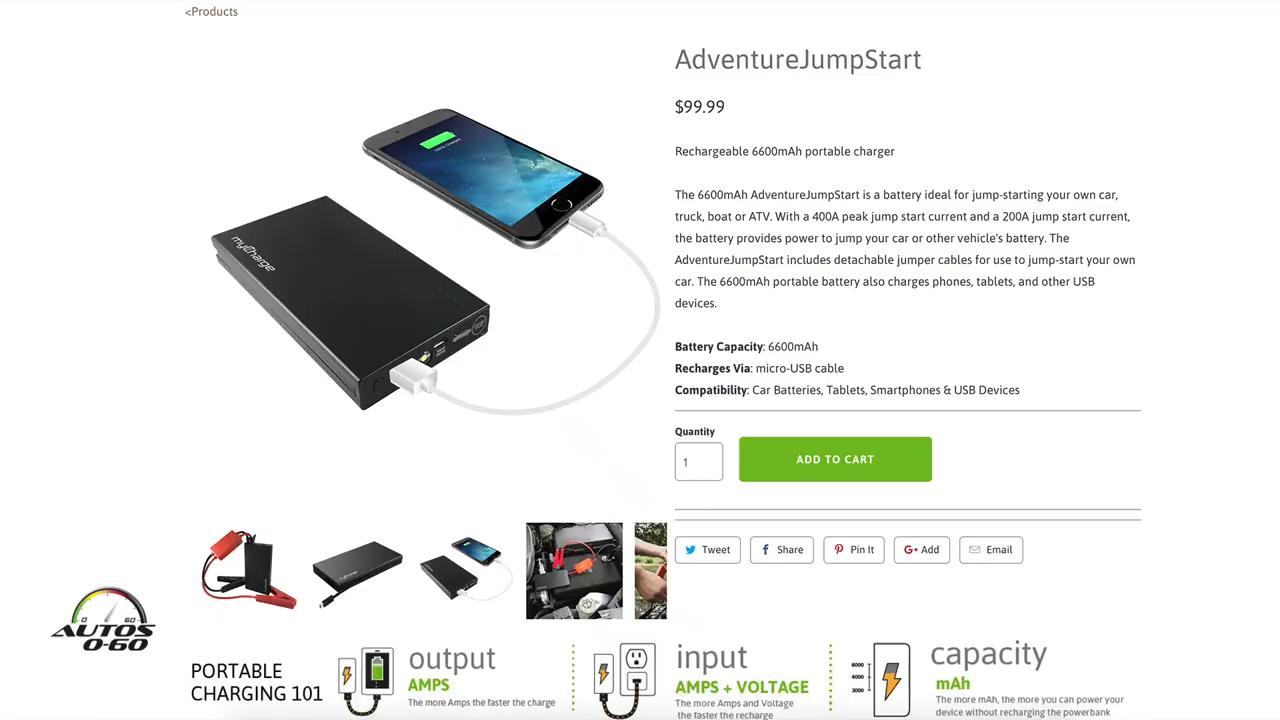 <Products
AdventureJumpStart
$99.99
Rechargeable 6600mAh portable charger
The 6600mAh AdventureJumpStart is a battery ideal for jump-starting your own car,
truck, boat or ATV. With a 400A peak jump start current and a 200A jump start current,
the battery provides power to jump your car or other vehicle's battery. The
AdventureJumpStart includes detachable jumper cables for use to jump-start your own
car. The 6600mAh portable battery also charges phones, tablets, and other USB
devices.
Battery Capacity: 6600mAh
Recharges Via: micro-USB cable
Compatibility: Car Batteries, Tablets, Smartphones & USB Devices
Quantity
1
ADD TO CART
Tweet
Share
Pin It
Add
Email
myCharge
AUTOS
0-60
PORTABLE
CHARGING 101
output
AMPS
The more Amps the faster the charge
input
AMPS + VOLTAGE
The more Amps and Voltage
the faster the recharge
6000
4000
3000
capacity
mAh
The more mAh, the more you can power your
device without recharging the powerbank